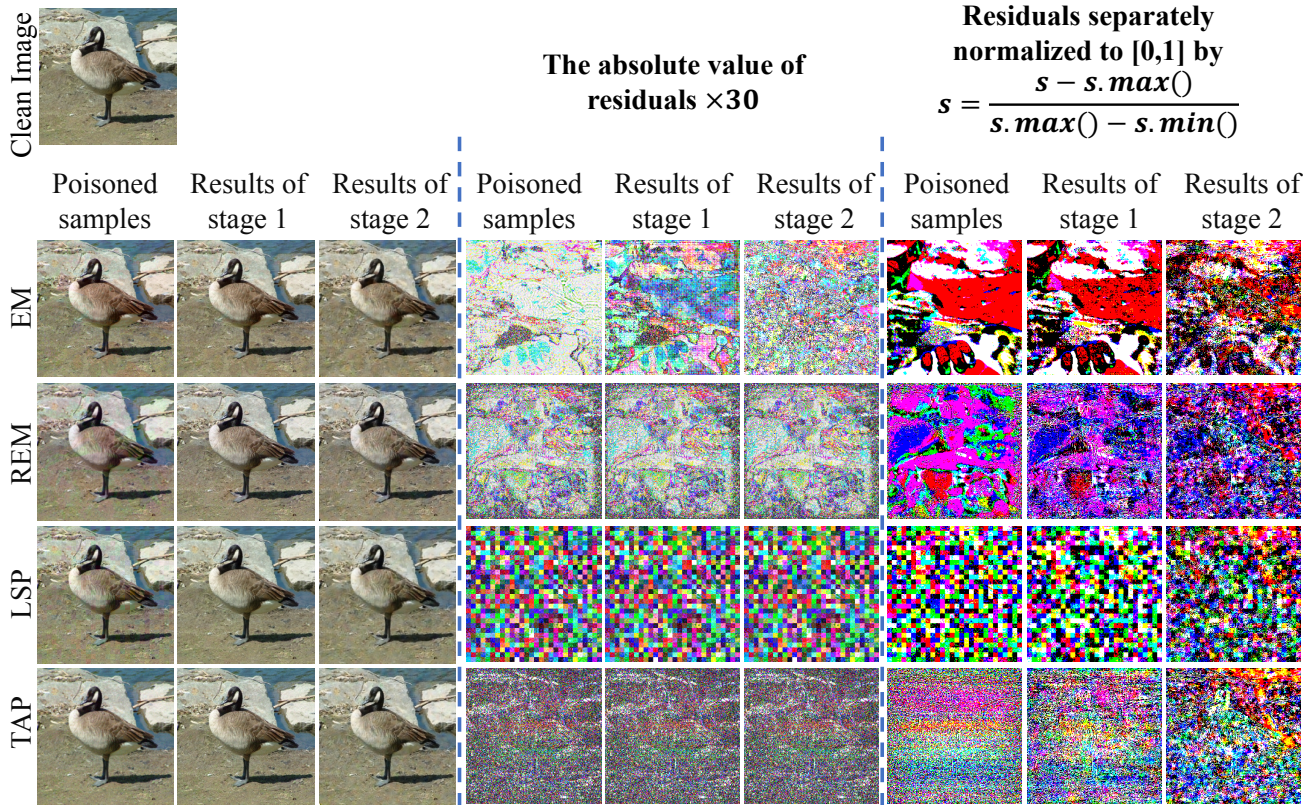 Clean Image
The absolute value of
residuals ×30
Residuals separately
normalized to [0,1] by
s = (s − s.max()) / (s.max() − s.min())
Poisoned samples
Results of stage 1
Results of stage 2
Poisoned samples
Results of stage 1
Results of stage 2
Poisoned samples
Results of stage 1
Results of stage 2
EM
REM
LSP
TAP